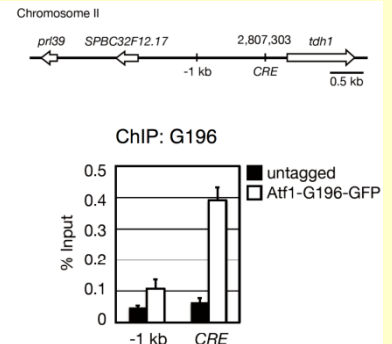 Chromosome II
prl39 SPBC32F12.17 2,807,303 tdh1
-1 kb CRE
0.5 kb
ChIP: G196
untagged
Atf1-G196-GFP
% Input
0.5
0.4
0.3
0.2
0.1
0
-1 kb CRE